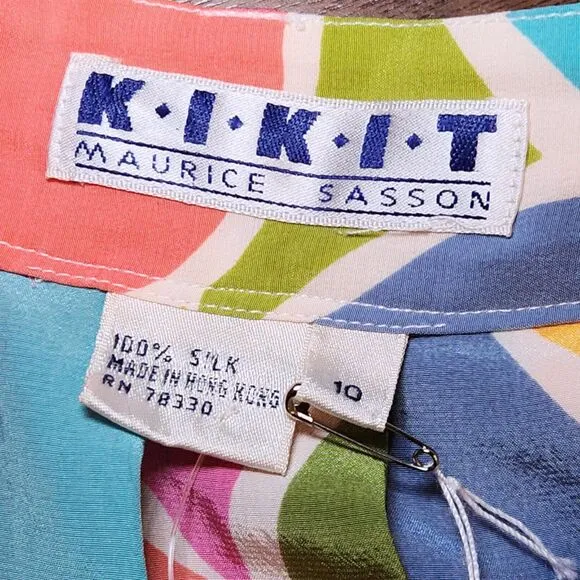 K·I·K·I·T
MAURICE SASSON
100% SILK
MADE IN HONG KONG
RN 78330
10